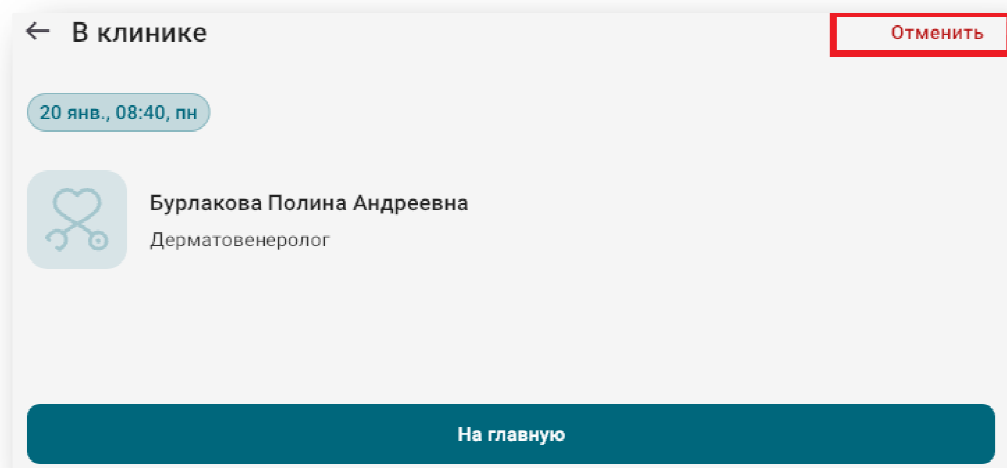 В клинике
Отменить
20 янв., 08:40, пн
Бурлакова Полина Андреевна
Дерматовенеролог
На главную